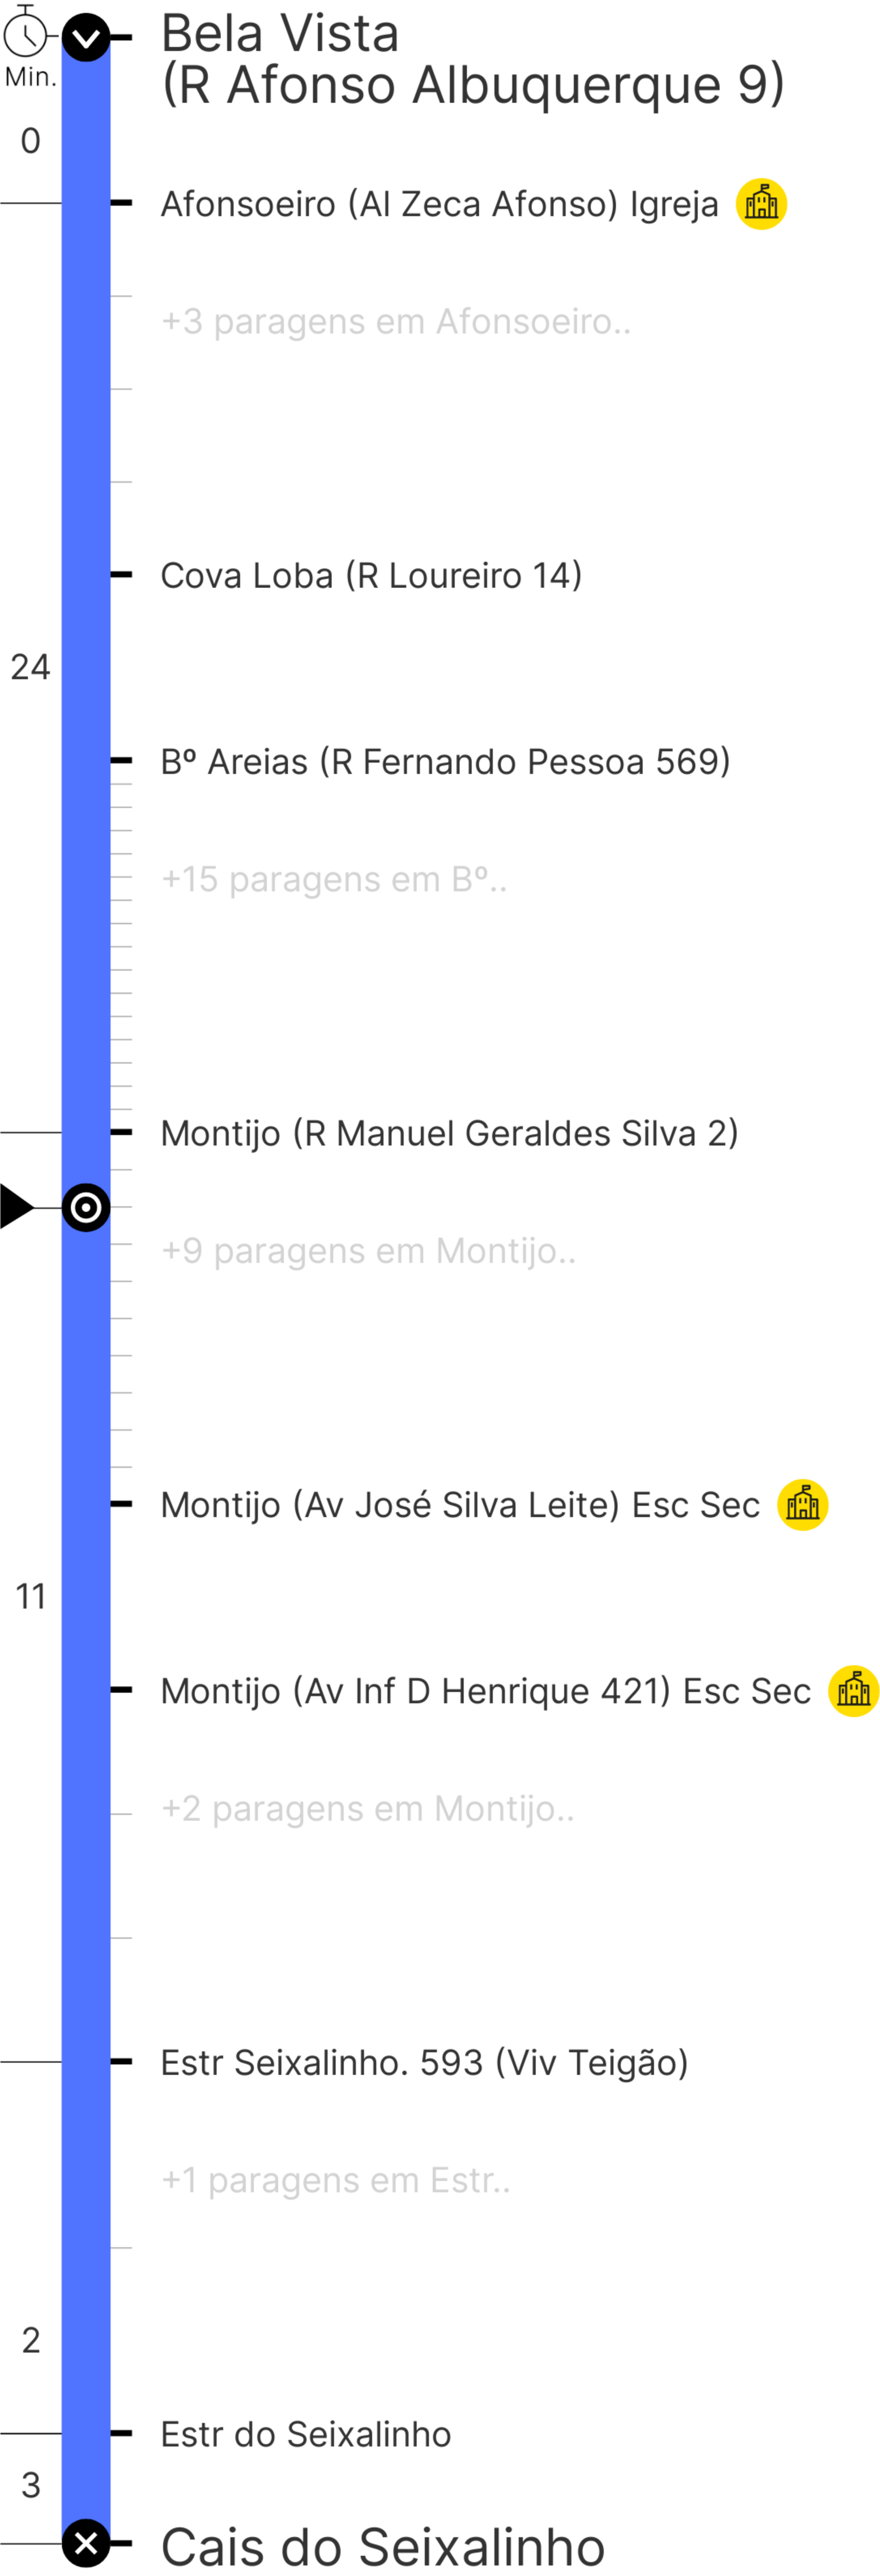 Bela Vista
(R Afonso Albuquerque 9)
Min.
0
Afonsoeiro (Al Zeca Afonso) Igreja
+3 paragens em Afonsoeiro..
Cova Loba (R Loureiro 14)
24
Bº Areias (R Fernando Pessoa 569)
+15 paragens em Bº..
Montijo (R Manuel Geraldes Silva 2)
+9 paragens em Montijo..
Montijo (Av José Silva Leite) Esc Sec
11
Montijo (Av Inf D Henrique 421) Esc Sec
+2 paragens em Montijo..
Estr Seixalinho. 593 (Viv Teigão)
+1 paragens em Estr..
2
Estr do Seixalinho
3
Cais do Seixalinho